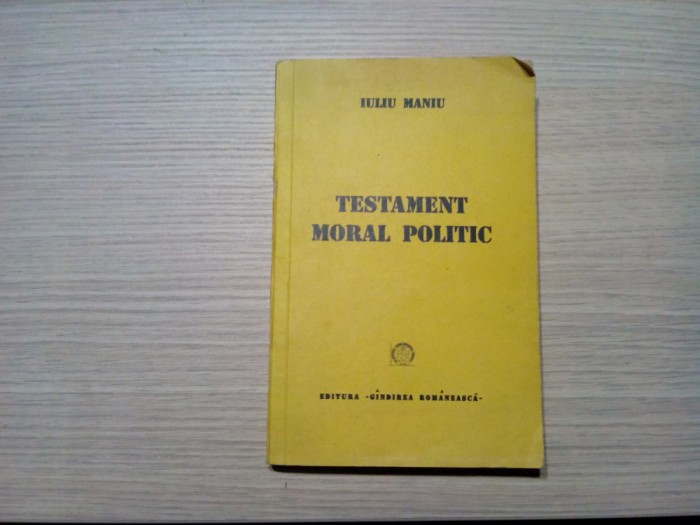 IULIU MANIU
TESTAMENT
MORAL POLITIC
EDITURA -GÎNDIREA ROMÂNEASCĂ-